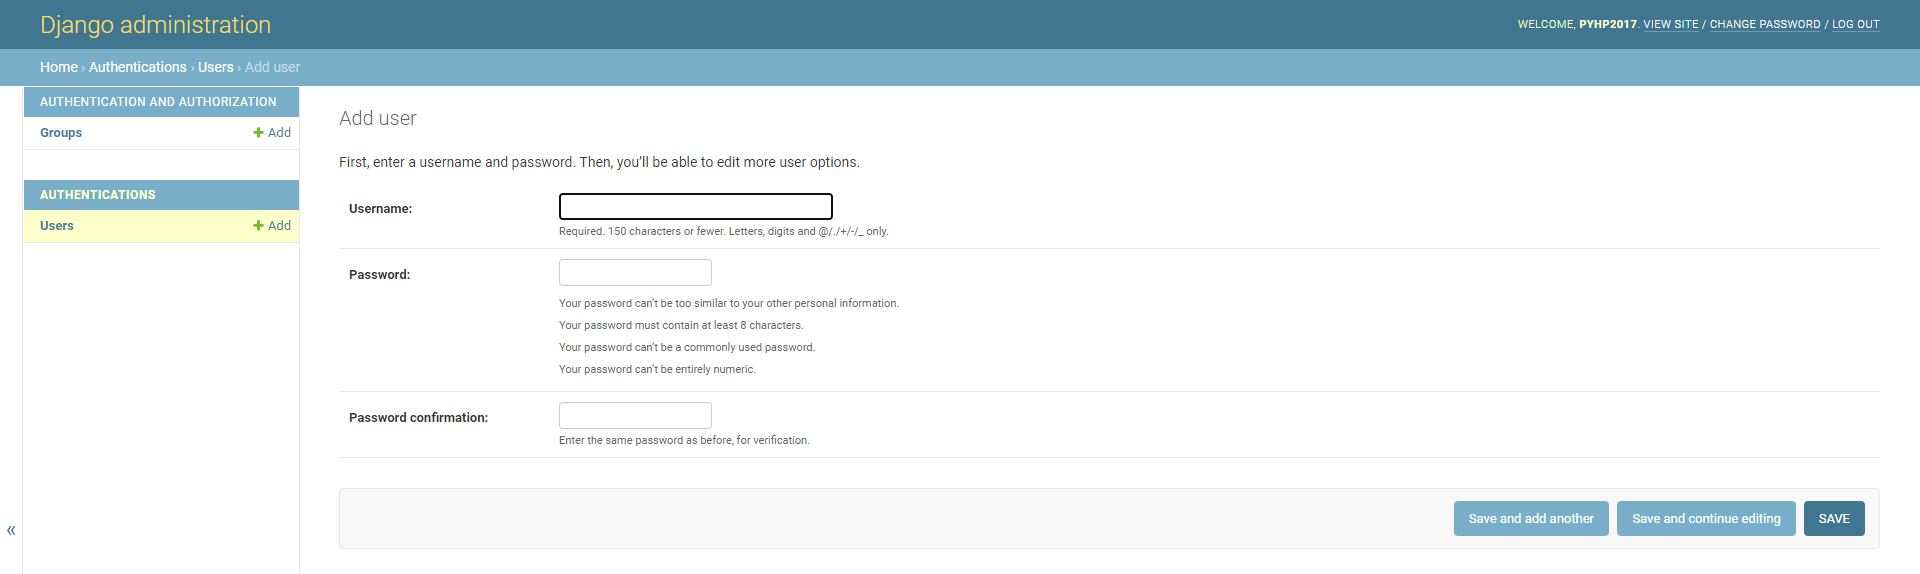 Django administration
WELCOME, PYHP2017. VIEW SITE / CHANGE PASSWORD / LOG OUT
Home › Authentications › Users › Add user
AUTHENTICATION AND AUTHORIZATION
Groups + Add
AUTHENTICATIONS
Users + Add
«
Add user
First, enter a username and password. Then, you’ll be able to edit more user options.
Username:
Required. 150 characters or fewer. Letters, digits and @/./+/-/_ only.
Password:
Your password can’t be too similar to your other personal information.
Your password must contain at least 8 characters.
Your password can’t be a commonly used password.
Your password can’t be entirely numeric.
Password confirmation:
Enter the same password as before, for verification.
Save and add another
Save and continue editing
SAVE